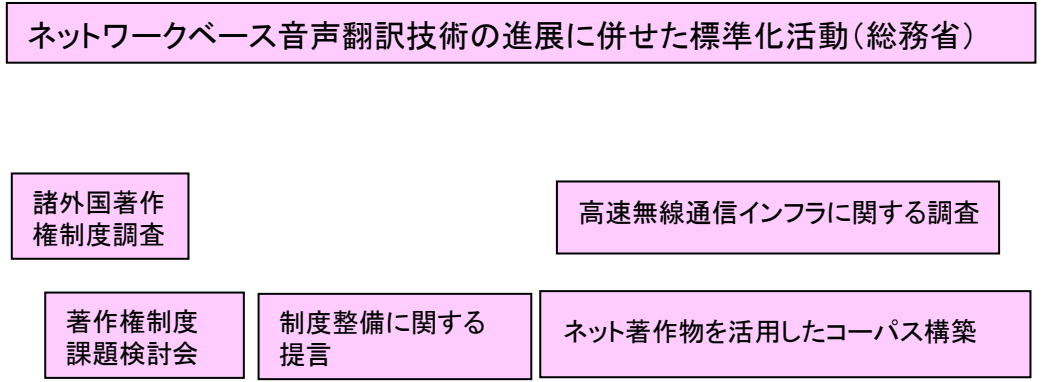 ネットワークベース音声翻訳技術の進展に併せた標準化活動(総務省)
諸外国著作
権制度調査
高速無線通信インフラに関する調査
著作権制度
課題検討会
制度整備に関する
提言
ネット著作物を活用したコーパス構築